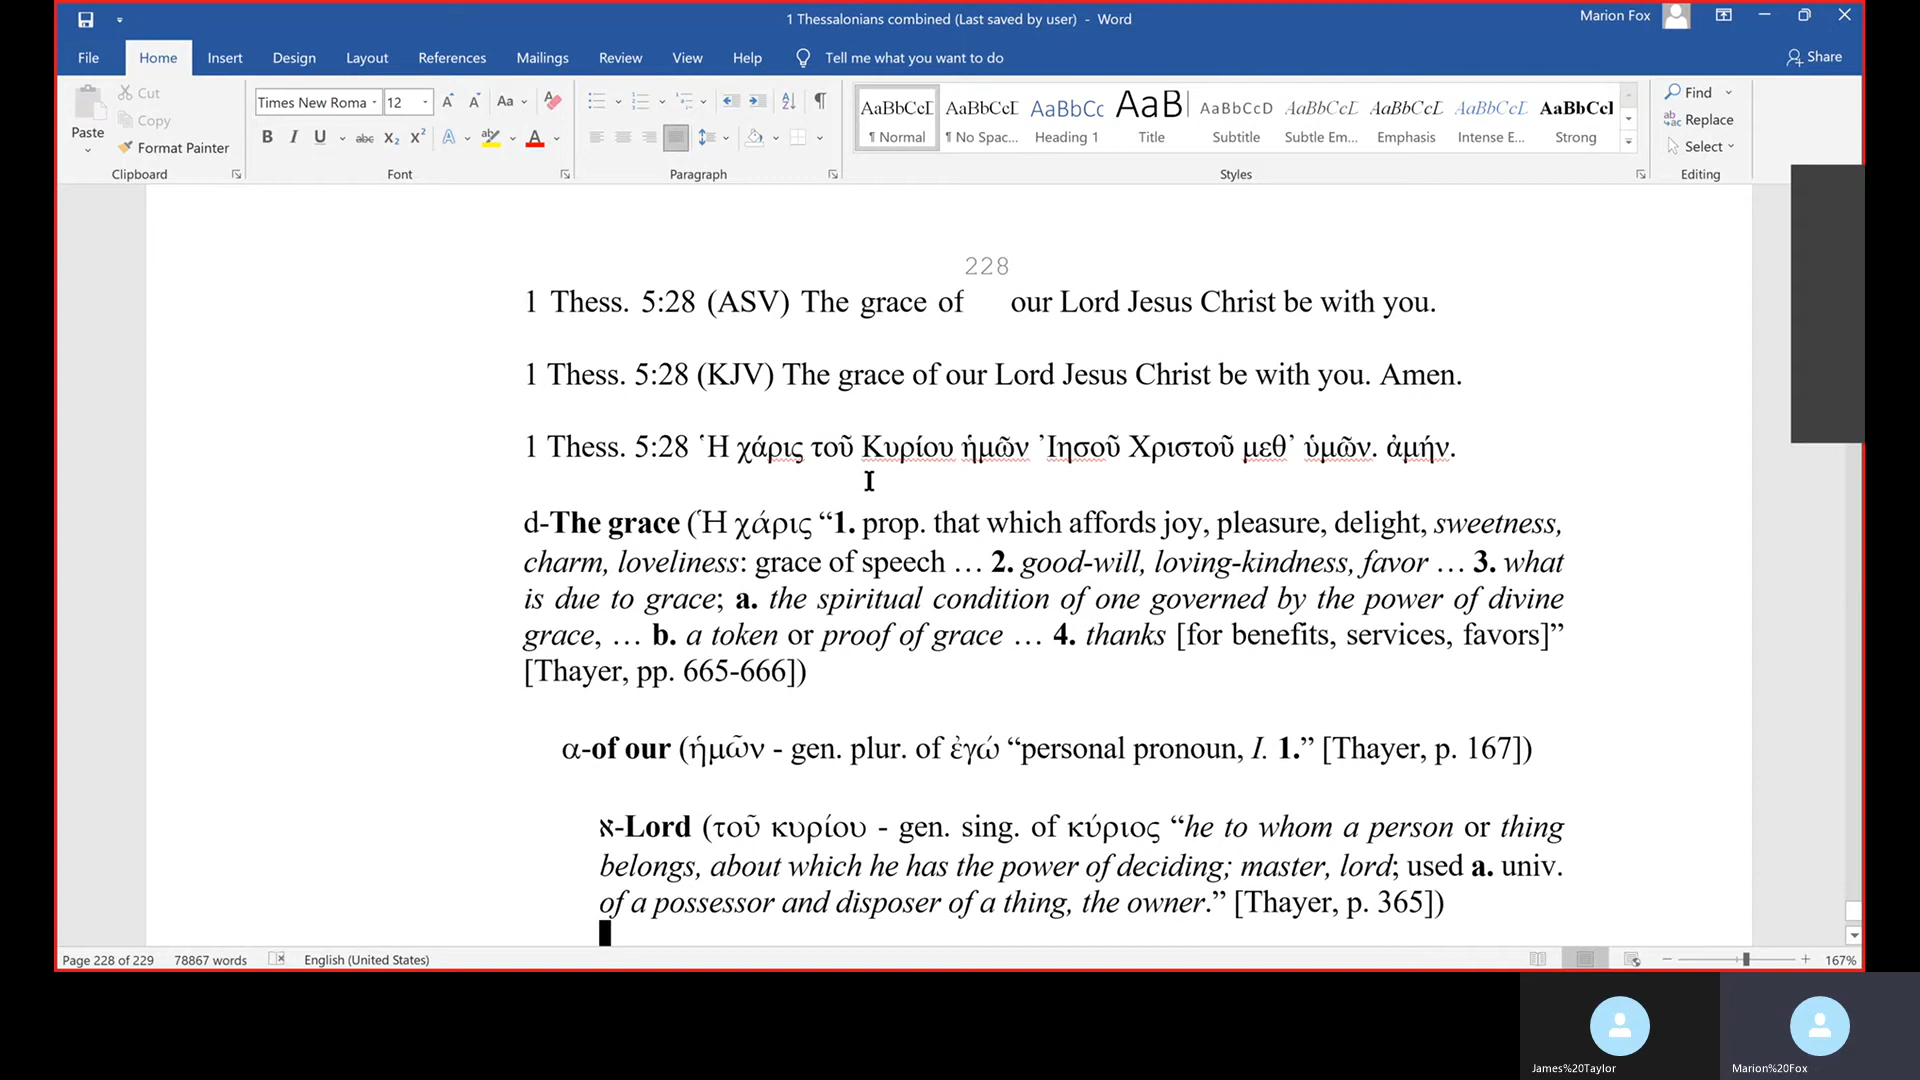 1 Thessalonians combined (Last saved by user) - Word
Marion Fox
File Home Insert Design Layout References Mailings Review View Help Tell me what you want to do Share
Paste Cut Copy Format Painter
Times New Roma 12
Aa
B I U abc X₂ X² A ab A
AaBbCcD AaBbCcD AaBbCc AaB AaBbCcD AaBbCcD AaBbCcD AaBbCcD AaBbCcl
¶ Normal ¶ No Spac... Heading 1 Title Subtitle Subtle Em... Emphasis Intense E... Strong
Find Replace Select
Clipboard Font Paragraph Styles Editing
228
1 Thess. 5:28 (ASV) The grace of our Lord Jesus Christ be with you.
1 Thess. 5:28 (KJV) The grace of our Lord Jesus Christ be with you. Amen.
1 Thess. 5:28 Ἡ χάρις τοῦ Κυρίου ἡμῶν Ἰησοῦ Χριστοῦ μεθ᾽ ὑμῶν. ἀμήν.
d-The grace (Ἡ χάρις “1. prop. that which affords joy, pleasure, delight, sweetness,
charm, loveliness: grace of speech … 2. good-will, loving-kindness, favor … 3. what
is due to grace; a. the spiritual condition of one governed by the power of divine
grace, … b. a token or proof of grace … 4. thanks [for benefits, services, favors]”
[Thayer, pp. 665-666])
α-of our (ἡμῶν - gen. plur. of ἐγώ “personal pronoun, I. 1.” [Thayer, p. 167])
א-Lord (τοῦ κυρίου - gen. sing. of κύριος “he to whom a person or thing
belongs, about which he has the power of deciding; master, lord; used a. univ.
of a possessor and disposer of a thing, the owner.” [Thayer, p. 365])
Page 228 of 229 78867 words English (United States) 167%
James%20Taylor Marion%20Fox